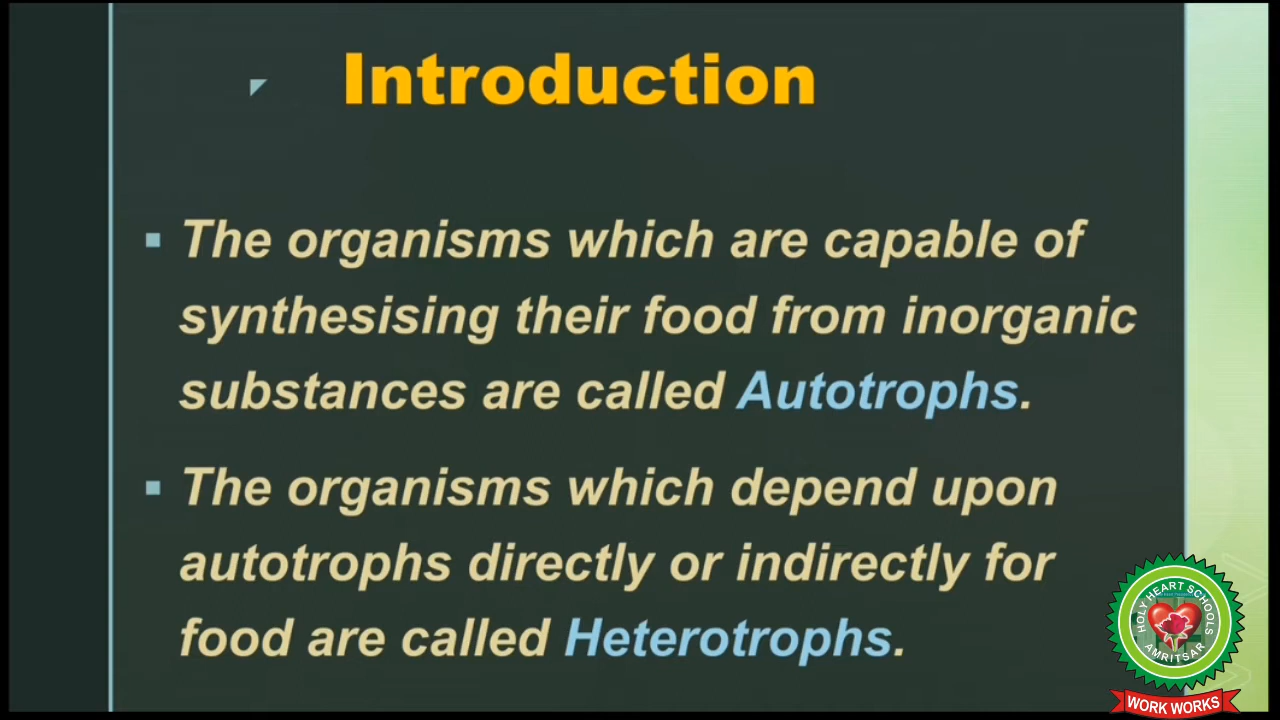 Introduction
The organisms which are capable of
synthesising their food from inorganic
substances are called Autotrophs.
The organisms which depend upon
autotrophs directly or indirectly for
food are called Heterotrophs.
HOLY HEART SCHOOLS
AMRITSAR
WORK WORKS